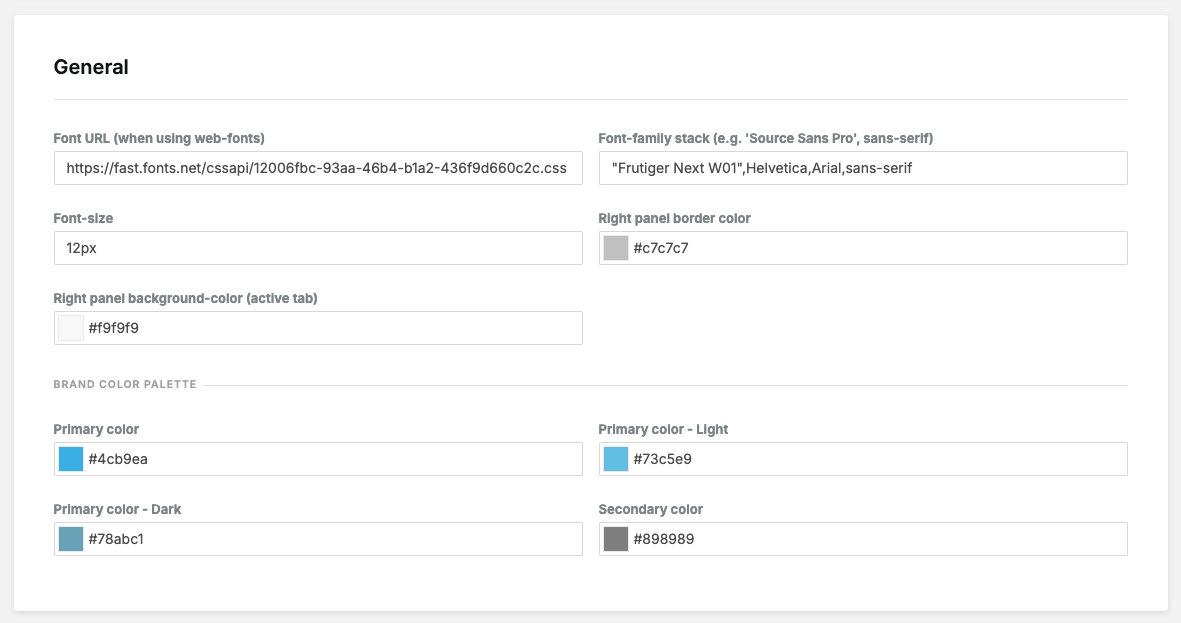 General
Font URL (when using web-fonts)
Font-family stack (e.g. 'Source Sans Pro', sans-serif)
https://fast.fonts.net/cssapi/12006fbc-93aa-46b4-b1a2-436f9d660c2c.css
"Frutiger Next W01",Helvetica,Arial,sans-serif
Font-size
Right panel border color
12px
#c7c7c7
Right panel background-color (active tab)
#f9f9f9
BRAND COLOR PALETTE
Primary color
Primary color - Light
#4cb9ea
#73c5e9
Primary color - Dark
Secondary color
#78abc1
#898989